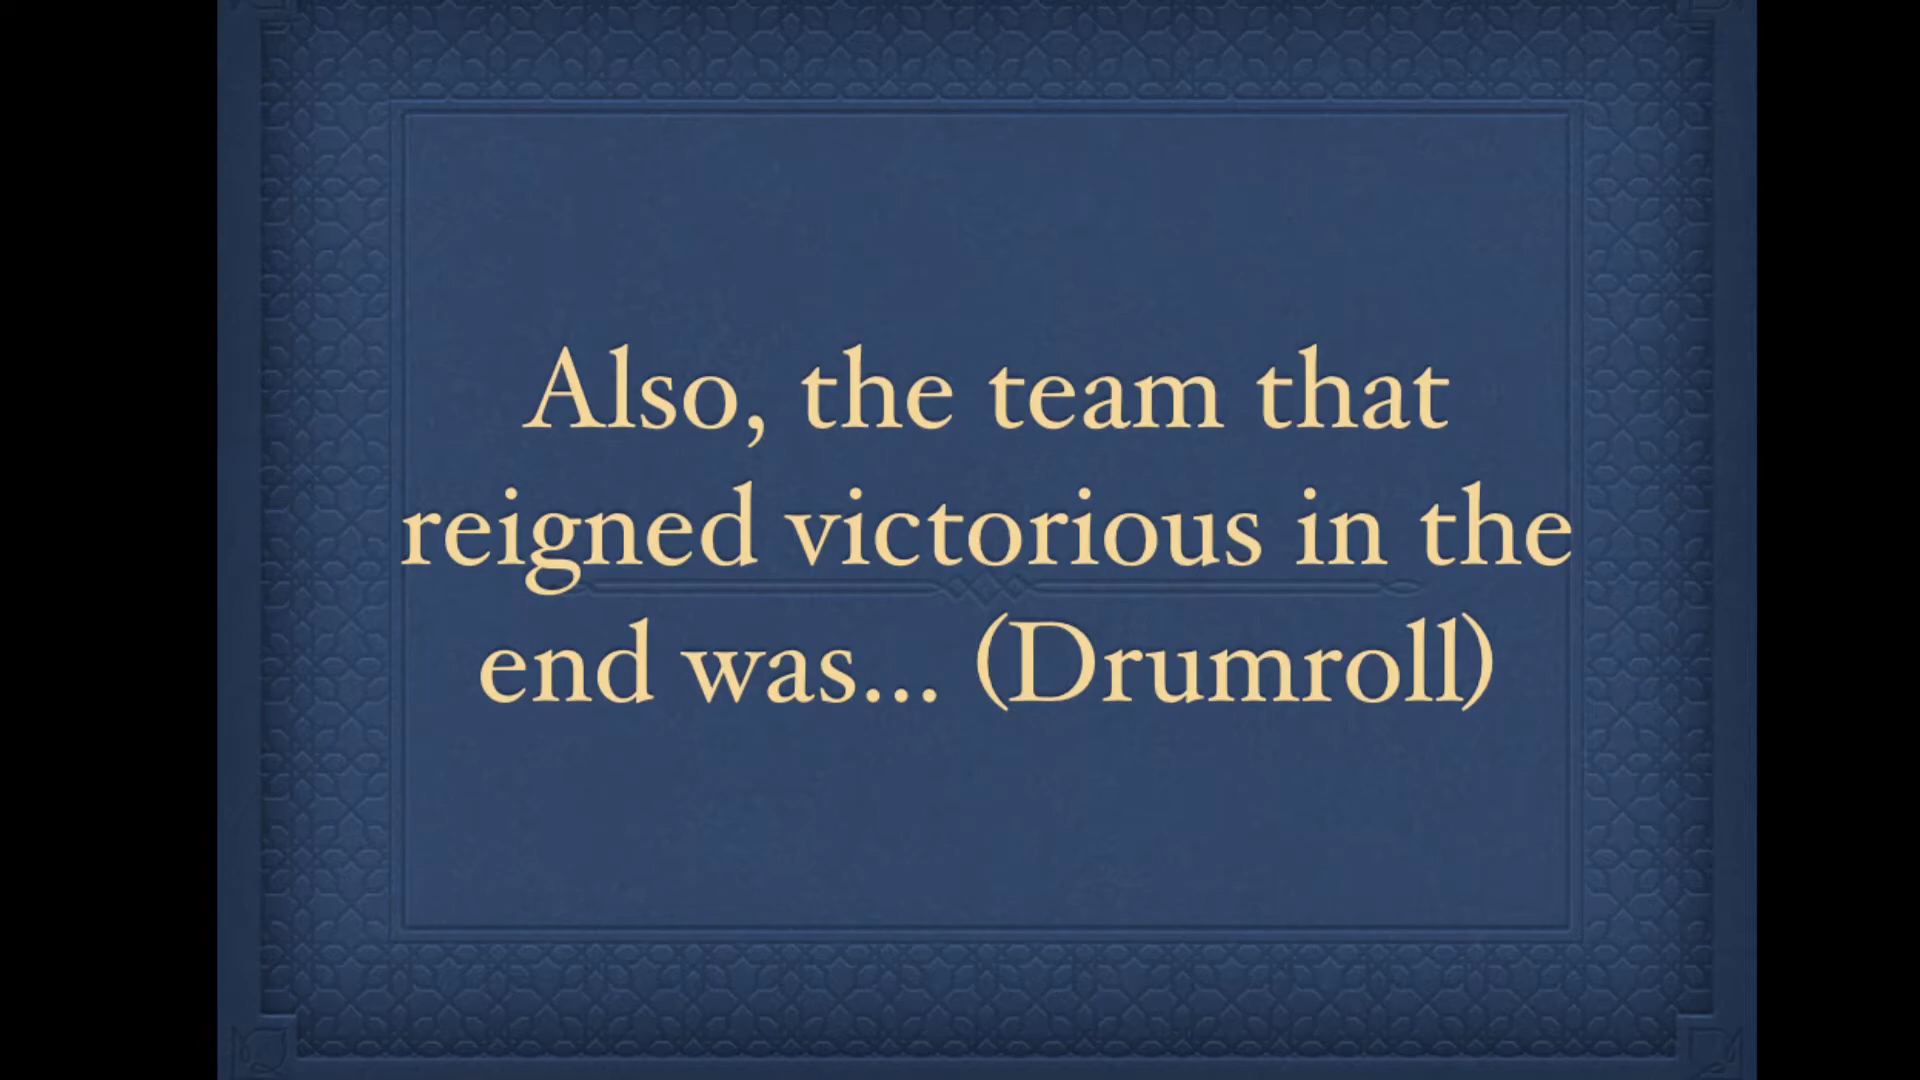 Also, the team that
reigned victorious in the
end was... (Drumroll)